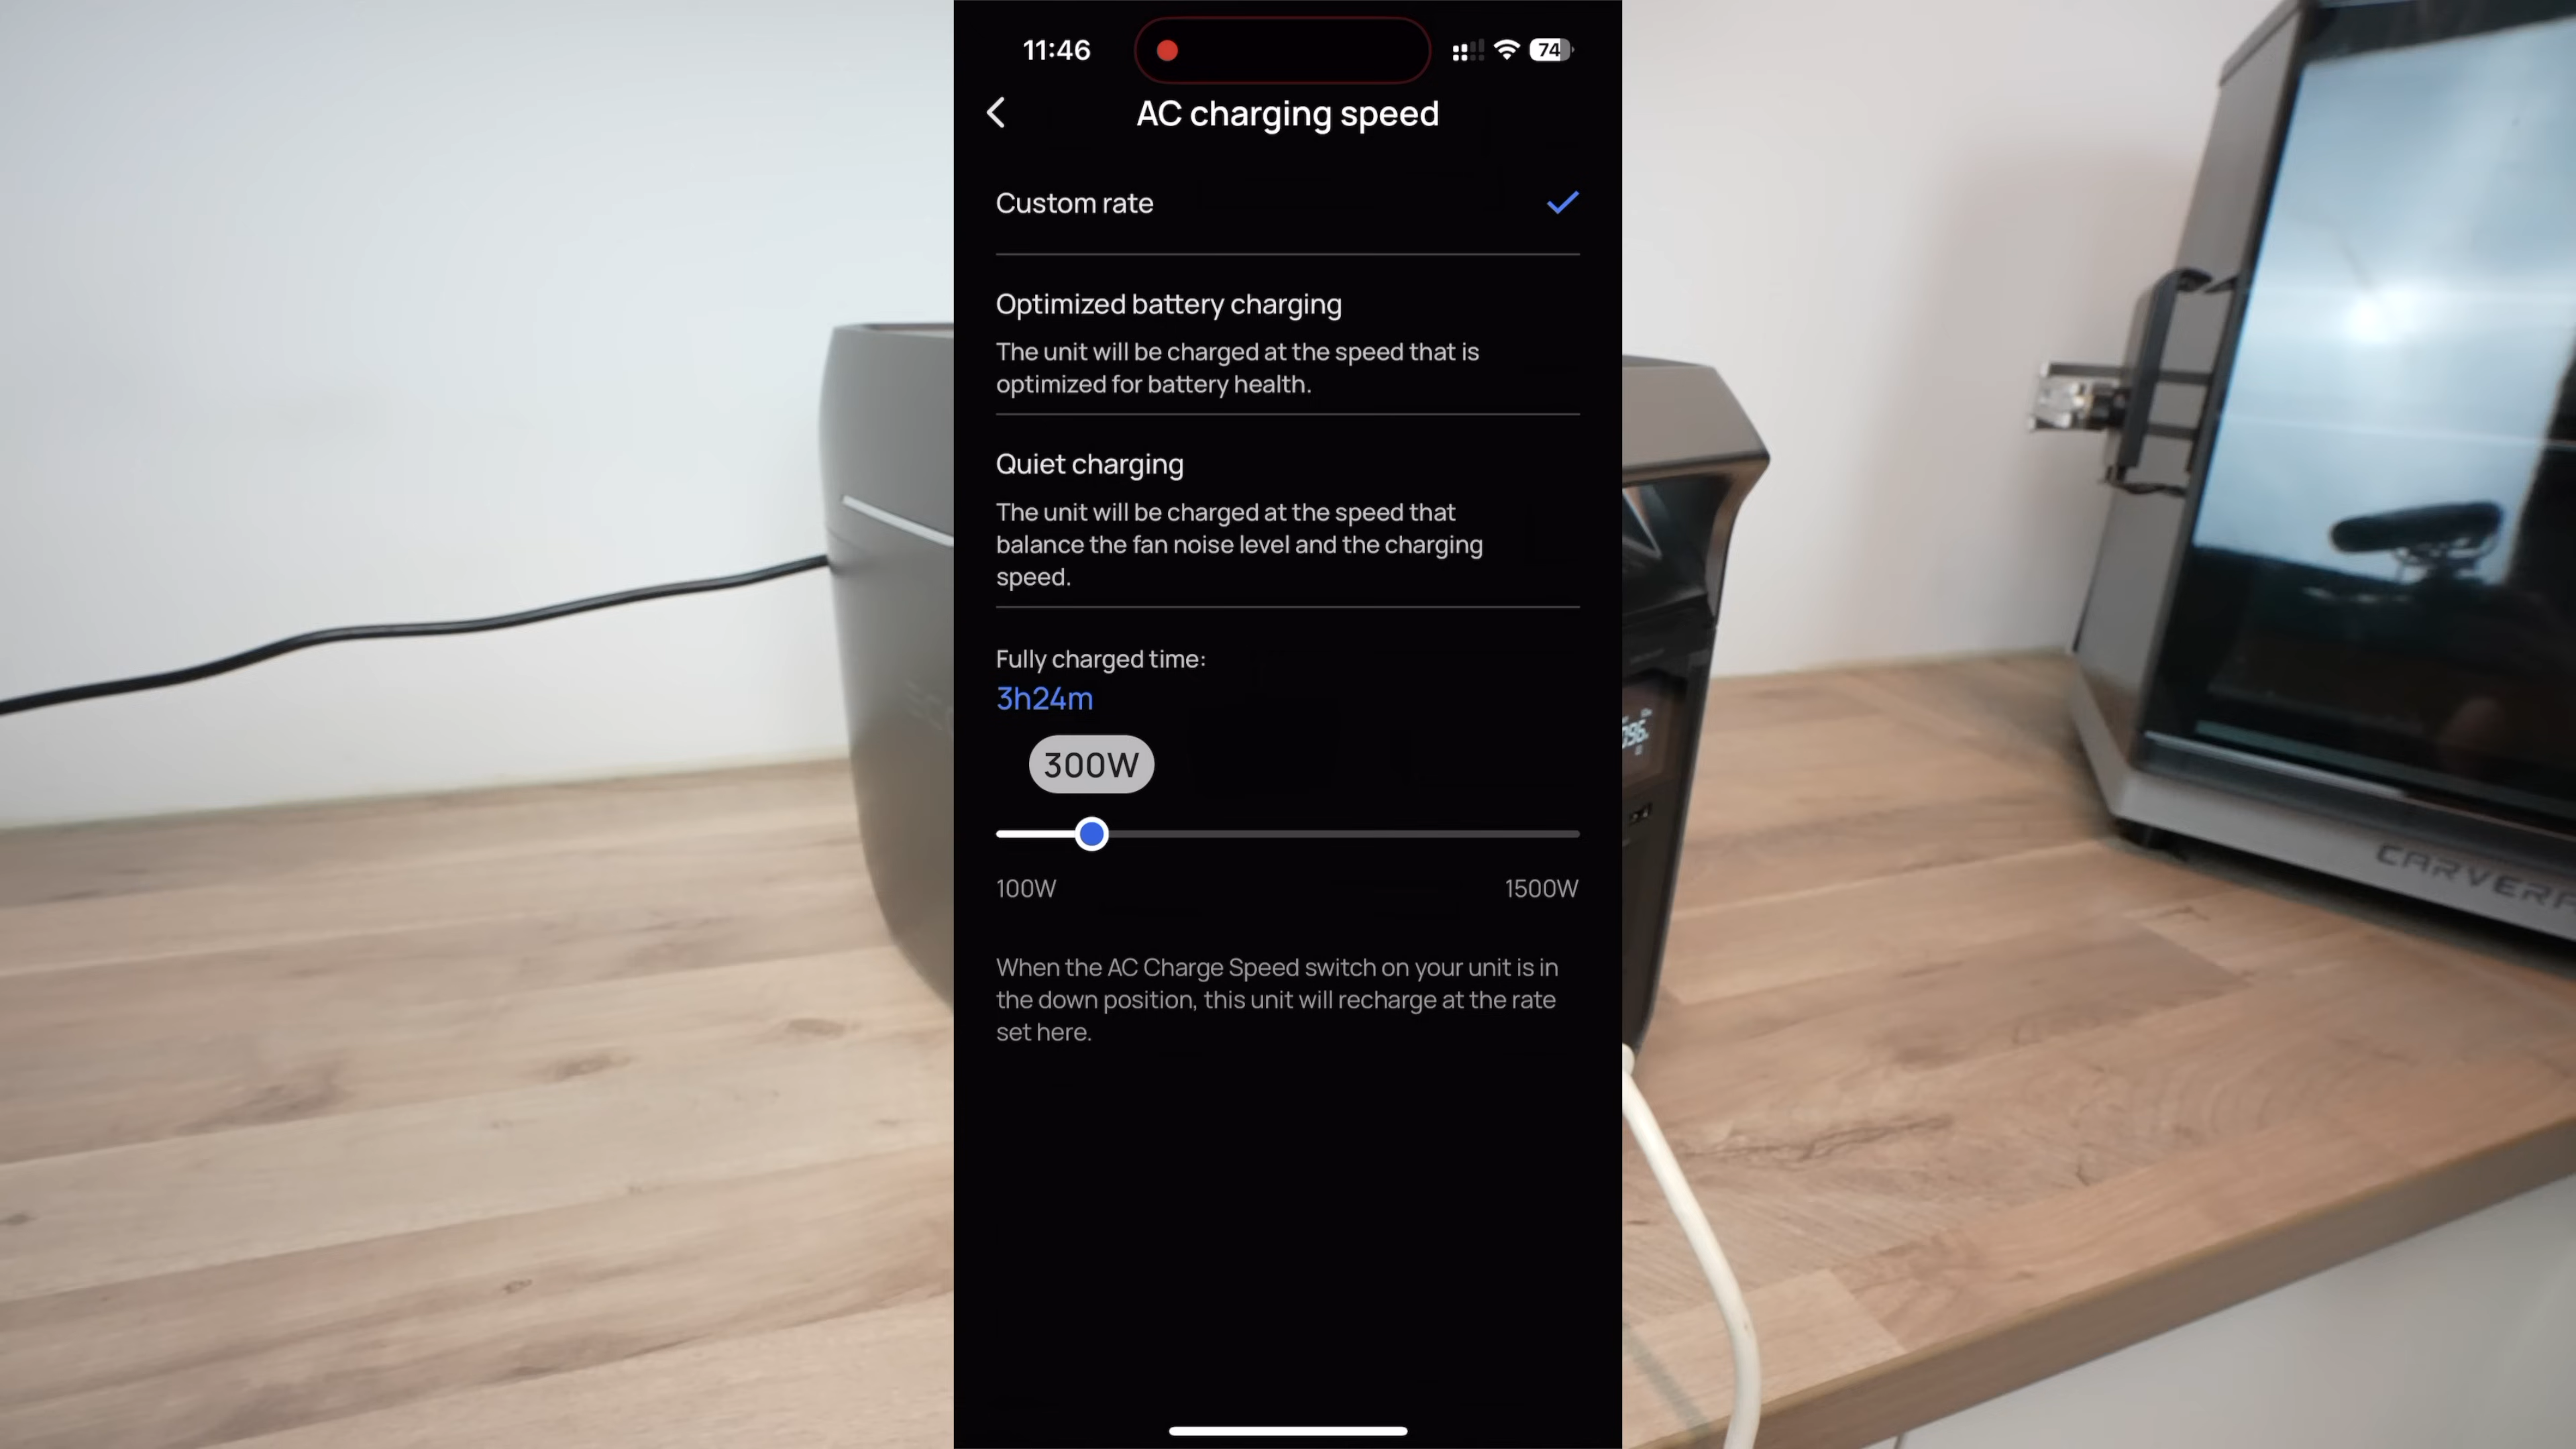 11:46
74
AC charging speed
Custom rate
Optimized battery charging
The unit will be charged at the speed that is
optimized for battery health.
Quiet charging
The unit will be charged at the speed that
balance the fan noise level and the charging
speed.
Fully charged time:
3h24m
300W
100W 1500W
When the AC Charge Speed switch on your unit is in
the down position, this unit will recharge at the rate
set here.